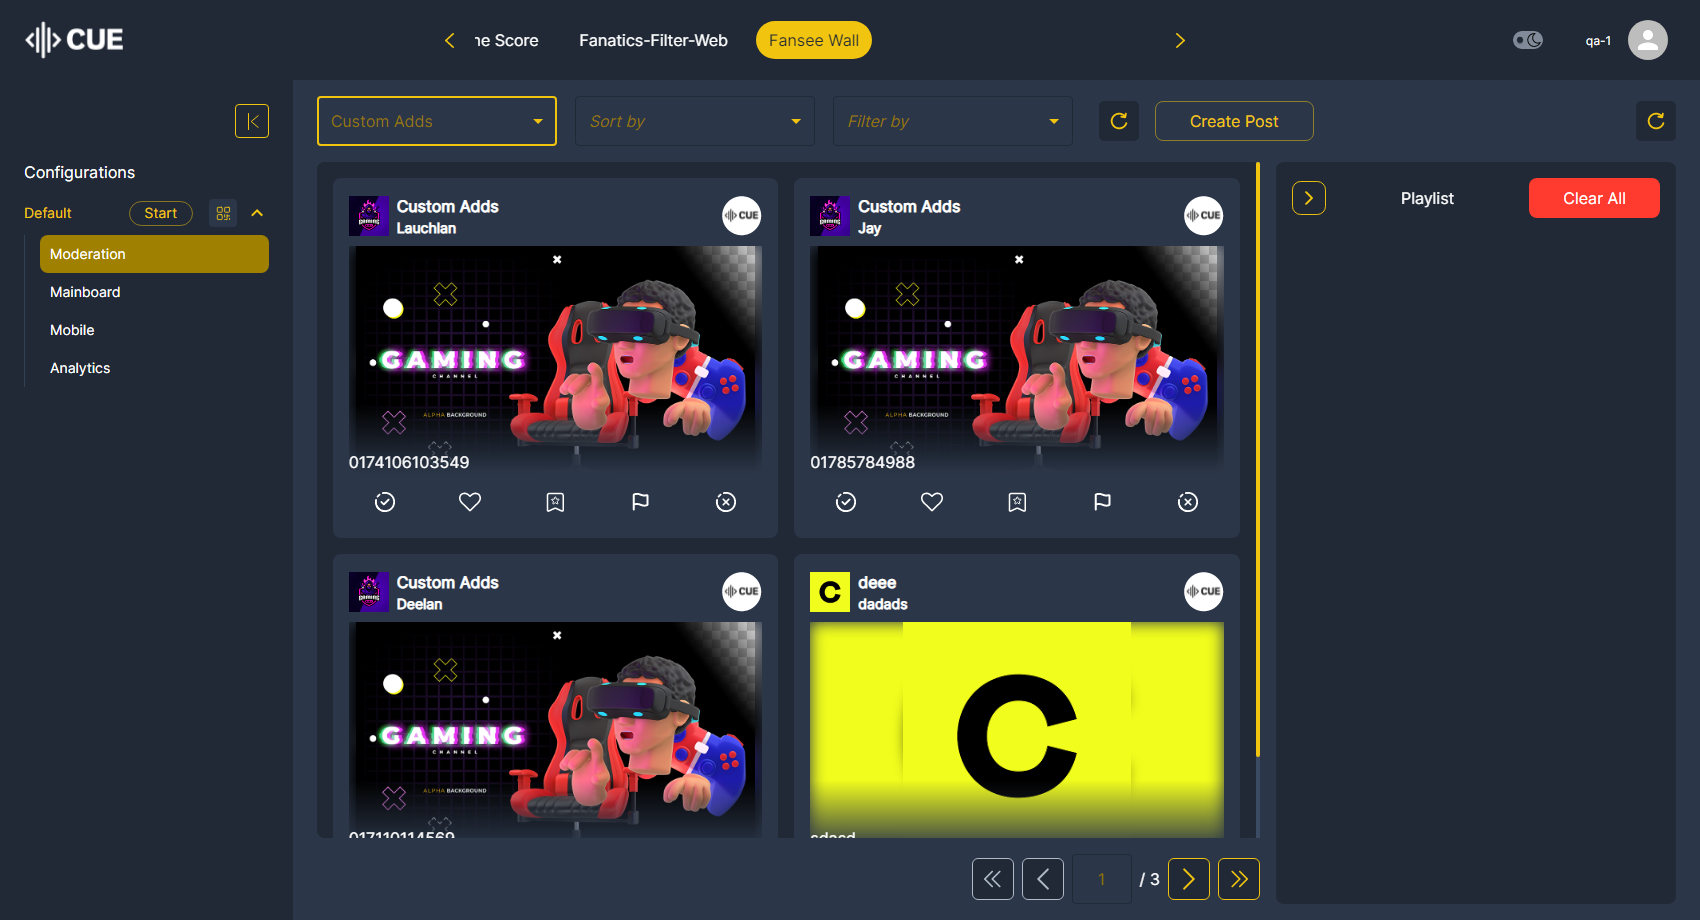 CUE
ne Score
Fanatics-Filter-Web
Fansee Wall
qa-1
Custom Adds
Sort by
Filter by
Create Post
Configurations
Default
Start
Moderation
Mainboard
Mobile
Analytics
Custom Adds
Lauchlan
CUE
GAMING
CHANNEL
ALPHA BACKGROUND
0174106103549
Custom Adds
Jay
CUE
GAMING
CHANNEL
ALPHA BACKGROUND
01785784988
Custom Adds
Deelan
CUE
GAMING
CHANNEL
ALPHA BACKGROUND
017110114569
C
deee
dadads
CUE
C
sdasd
Playlist
Clear All
1
/ 3